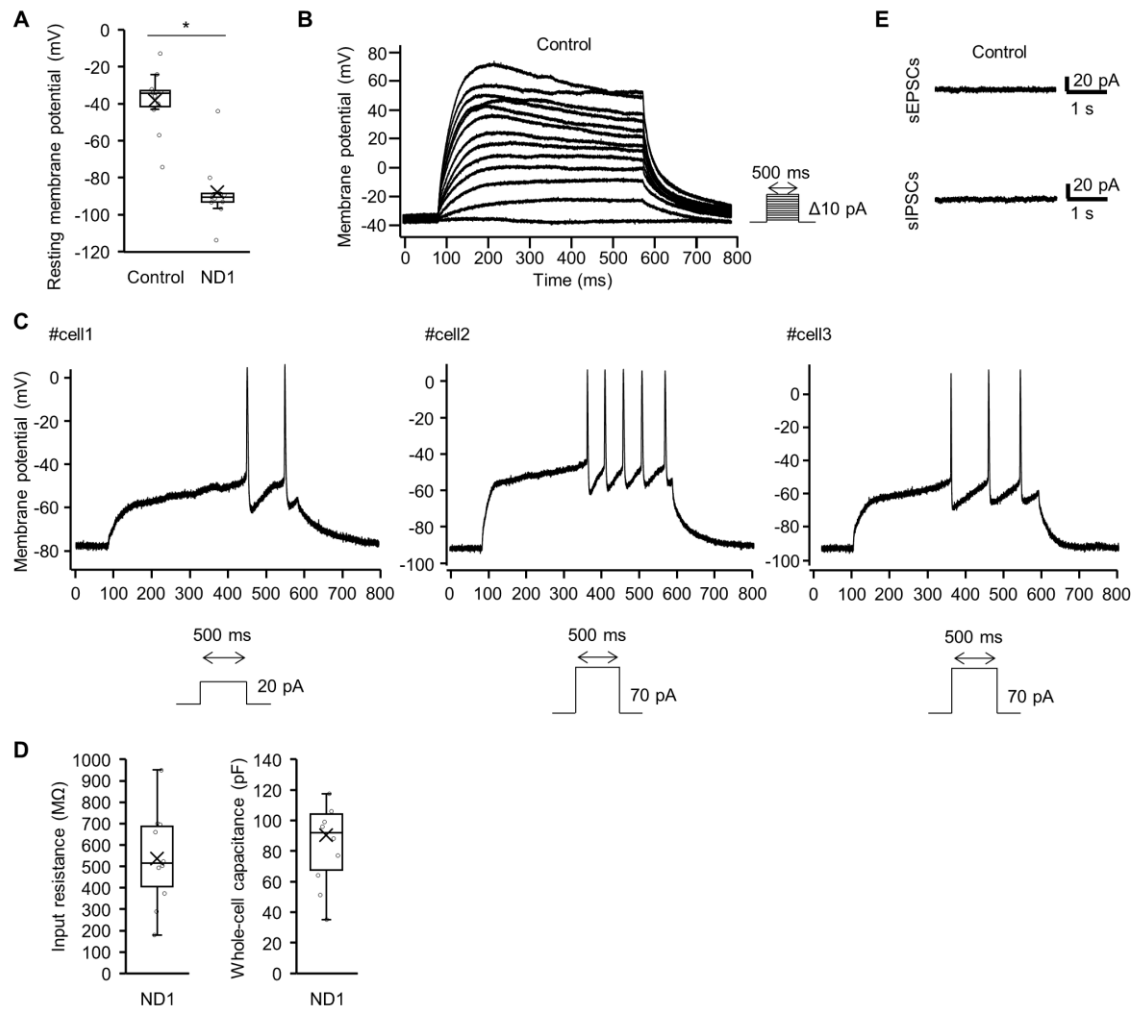 A
Resting membrane potential (mV)
0
-20
-40
-60
-80
-100
-120
*
Control
ND1
B
Membrane potential (mV)
80
60
40
20
0
-20
-40
Control
0 100 200 300 400 500 600 700 800
Time (ms)
500 ms
Δ10 pA
E
Control
sEPSCs
20 pA
1 s
sIPSCs
20 pA
1 s
C
#cell1
Membrane potential (mV)
0
-20
-40
-60
-80
0 100 200 300 400 500 600 700 800
500 ms
20 pA
#cell2
0
-20
-40
-60
-80
-100
0 100 200 300 400 500 600 700 800
500 ms
70 pA
#cell3
0
-20
-40
-60
-80
-100
0 100 200 300 400 500 600 700 800
500 ms
70 pA
D
Input resistance (MΩ)
1000
900
800
700
600
500
400
300
200
100
0
ND1
Whole-cell capacitance (pF)
140
120
100
80
60
40
20
0
ND1